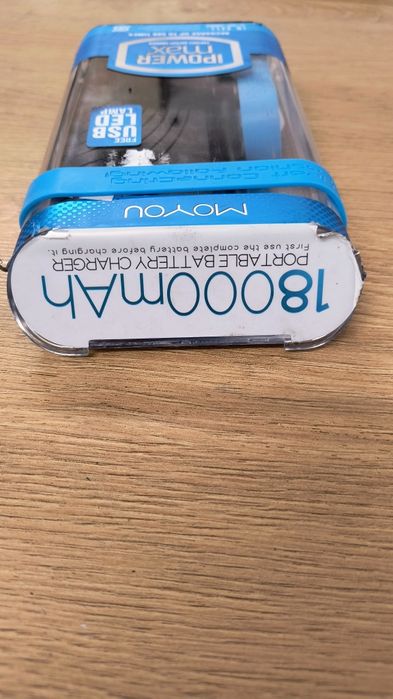 18000mAh
PORTABLE BATTERY CHARGER
First use the complete battery before charging it.
MOYOU
Connecting
FREE
USB
LED
LAMP
IPOWER
max